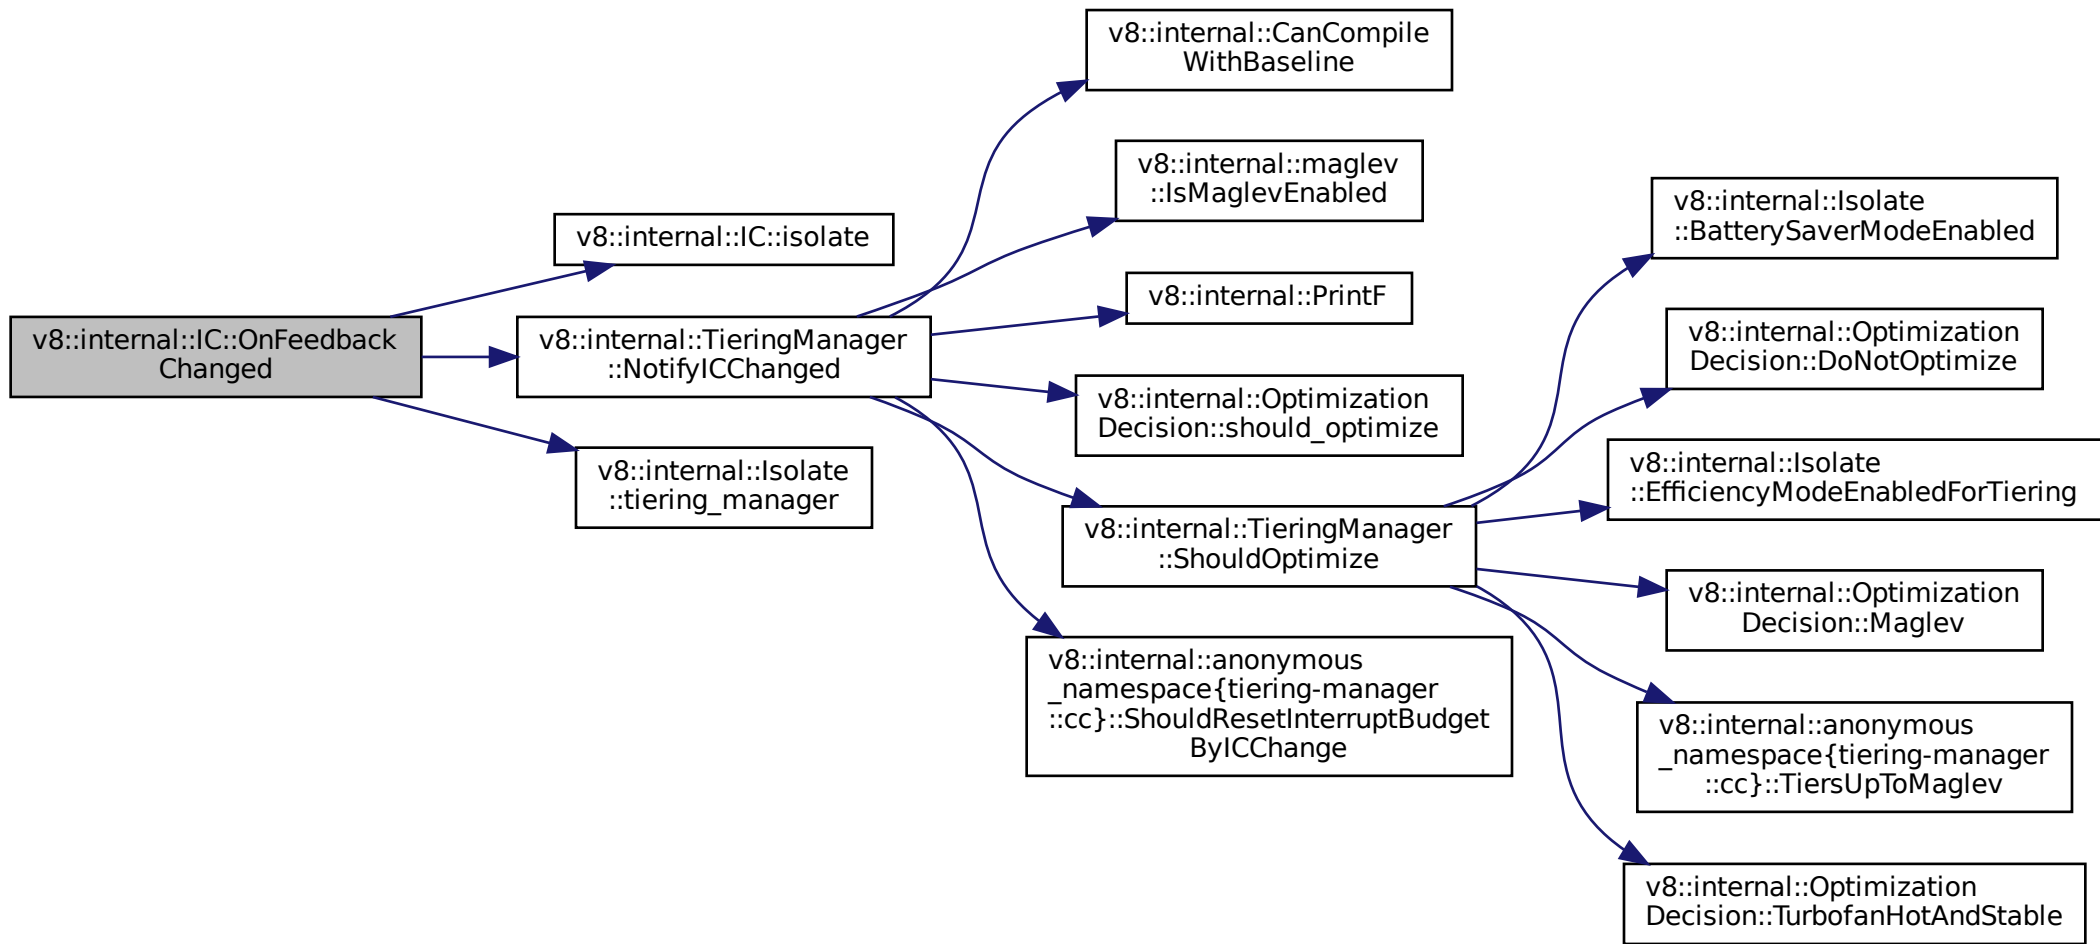 v8::internal::IC::OnFeedback
Changed
v8::internal::IC::isolate
v8::internal::TieringManager
::NotifyICChanged
v8::internal::Isolate
::tiering_manager
v8::internal::CanCompile
WithBaseline
v8::internal::maglev
::IsMaglevEnabled
v8::internal::PrintF
v8::internal::Optimization
Decision::should_optimize
v8::internal::TieringManager
::ShouldOptimize
v8::internal::anonymous
_namespace{tiering-manager
::cc}::ShouldResetInterruptBudget
ByICChange
v8::internal::Isolate
::BatterySaverModeEnabled
v8::internal::Optimization
Decision::DoNotOptimize
v8::internal::Isolate
::EfficiencyModeEnabledForTiering
v8::internal::Optimization
Decision::Maglev
v8::internal::anonymous
_namespace{tiering-manager
::cc}::TiersUpToMaglev
v8::internal::Optimization
Decision::TurbofanHotAndStable